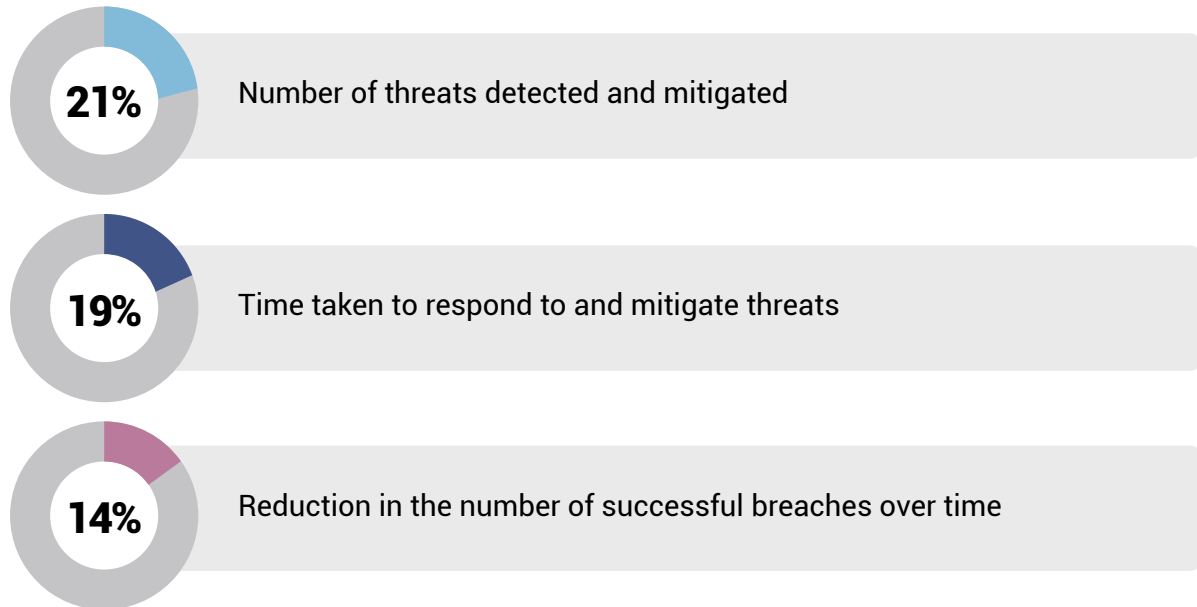 21%
Number of threats detected and mitigated
19%
Time taken to respond to and mitigate threats
14%
Reduction in the number of successful breaches over time